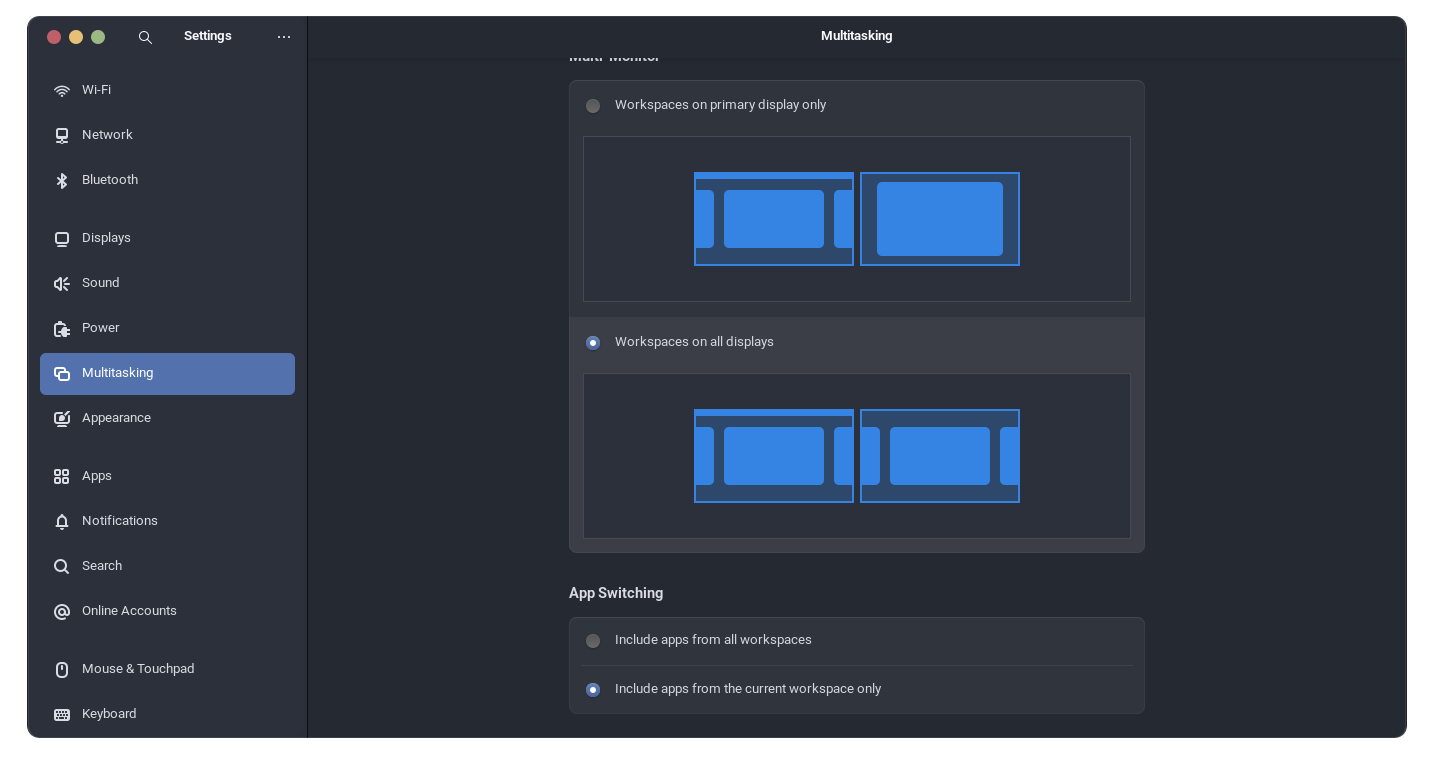 Settings
Multitasking
Wi-Fi
Network
Bluetooth
Displays
Sound
Power
Multitasking
Appearance
Apps
Notifications
Search
Online Accounts
Mouse & Touchpad
Keyboard
Multi-Monitor
Workspaces on primary display only
Workspaces on all displays
App Switching
Include apps from all workspaces
Include apps from the current workspace only